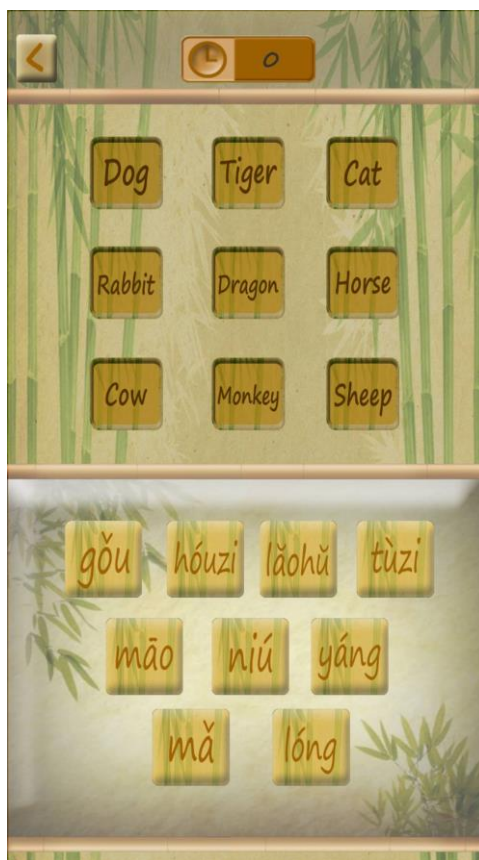 0
Dog Tiger Cat
Rabbit Dragon Horse
Cow Monkey Sheep
gǒu hóuzi lǎohǔ tùzi
māo niú yáng
mǎ lóng